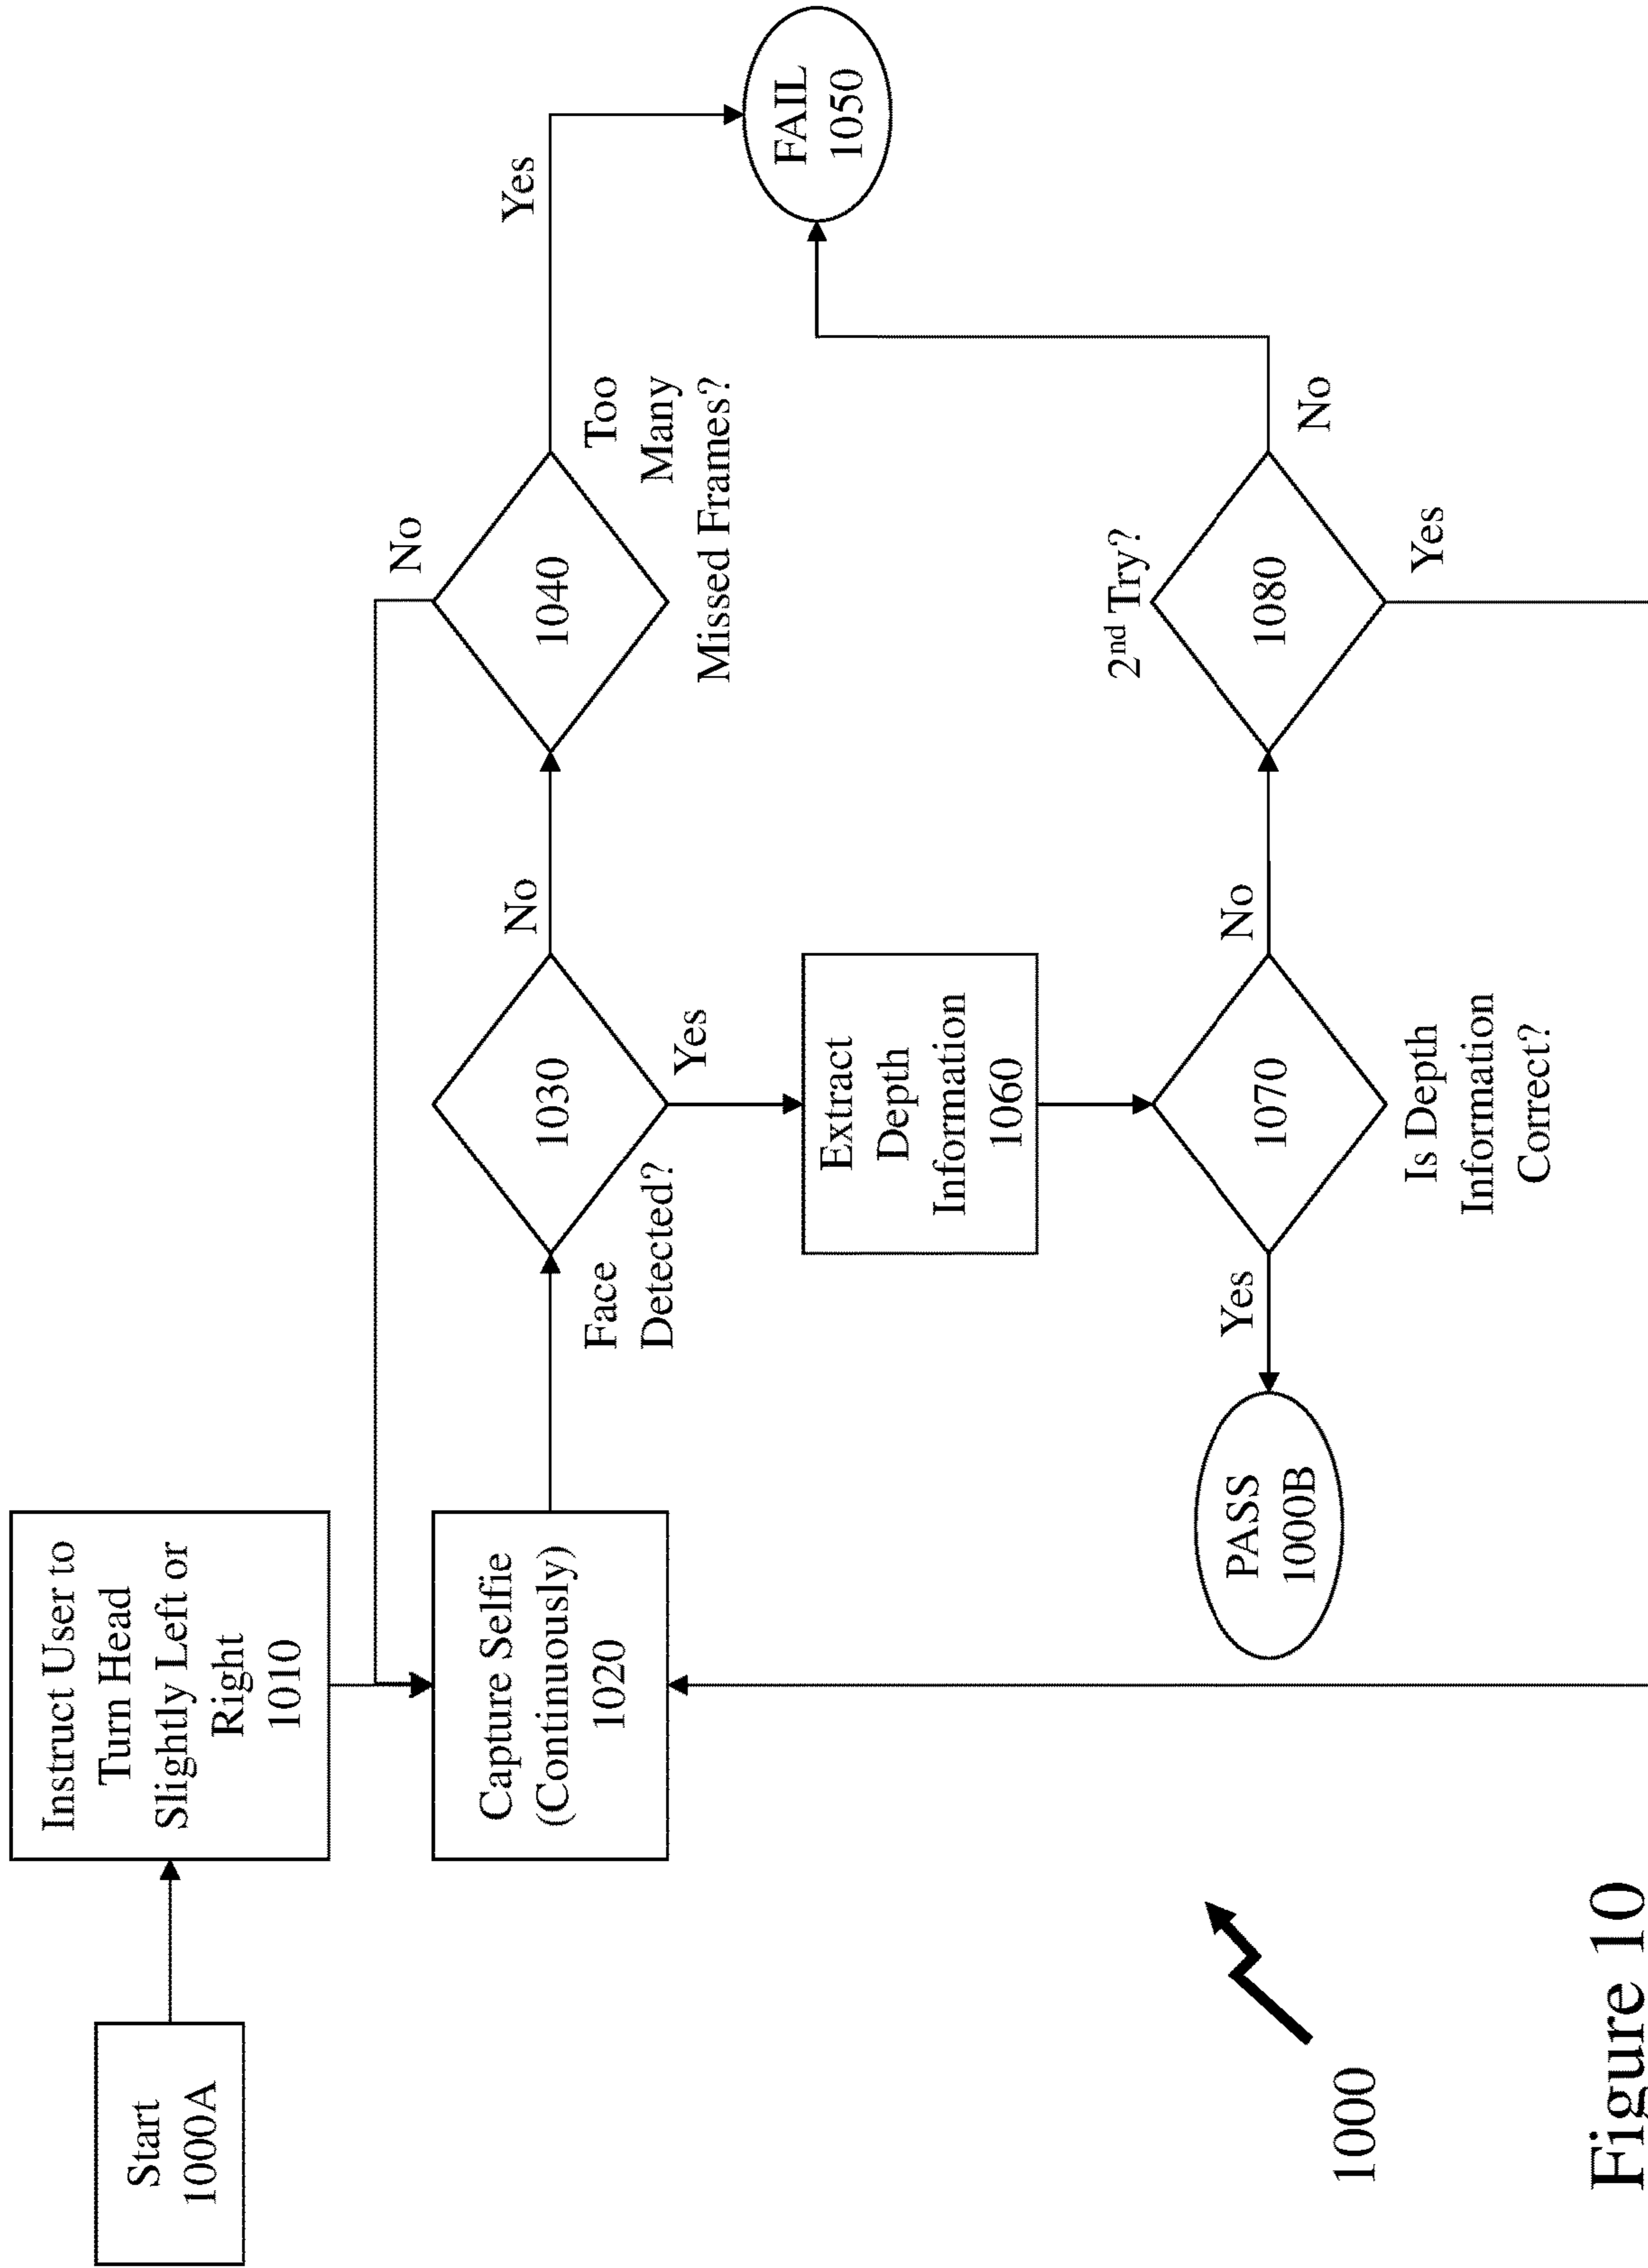 Start
1000A
Instruct User to
Turn Head
Slightly Left or
Right
1010
Capture Selfie
(Continuously)
1020
Face
Detected?
1030
No
Yes
1040
No
Too
Many
Missed Frames?
Yes
FAIL
1050
Extract
Depth
Information
1060
1070
Is Depth
Information
Correct?
Yes
PASS
1000B
No
2nd Try?
1080
No
Yes
1000
Figure 10